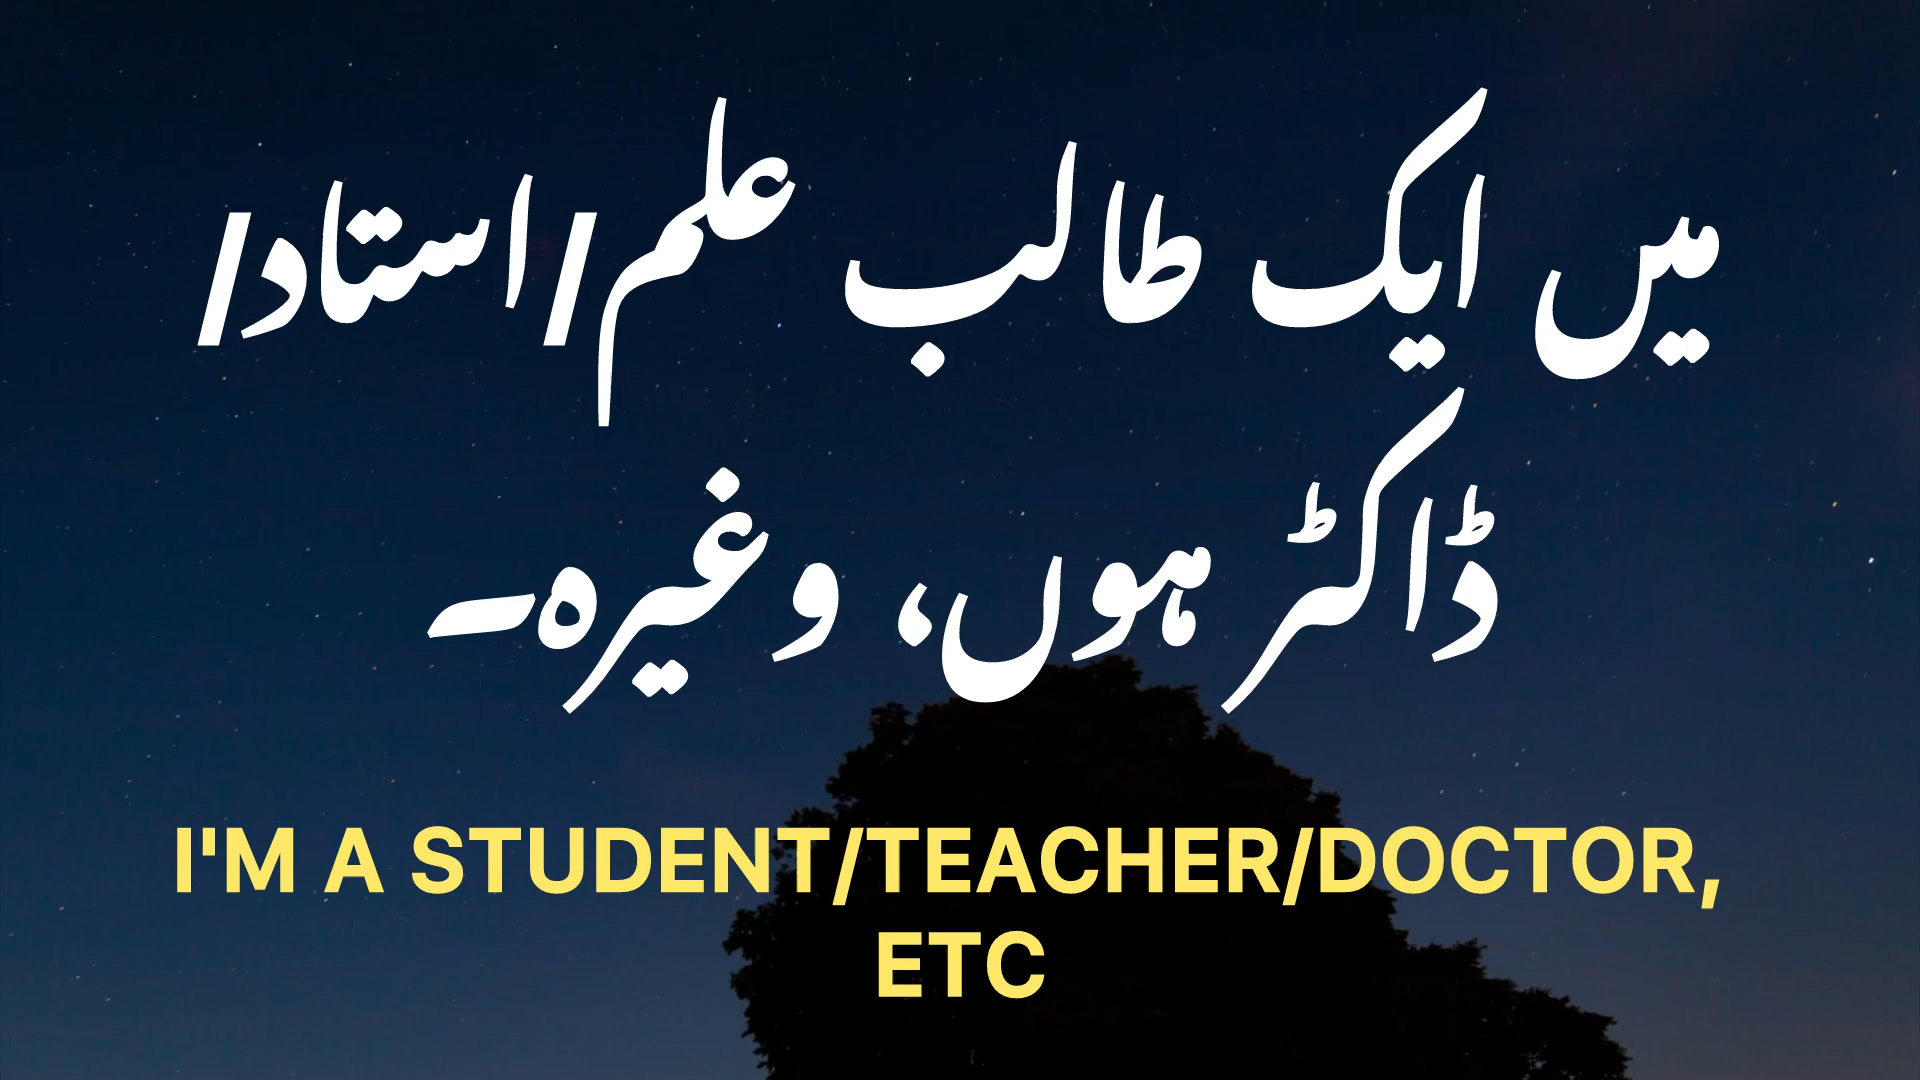 میں ایک طالب علم/استاد/
ڈاکٹر ہوں، وغیرہ۔
I'M A STUDENT/TEACHER/DOCTOR,
ETC